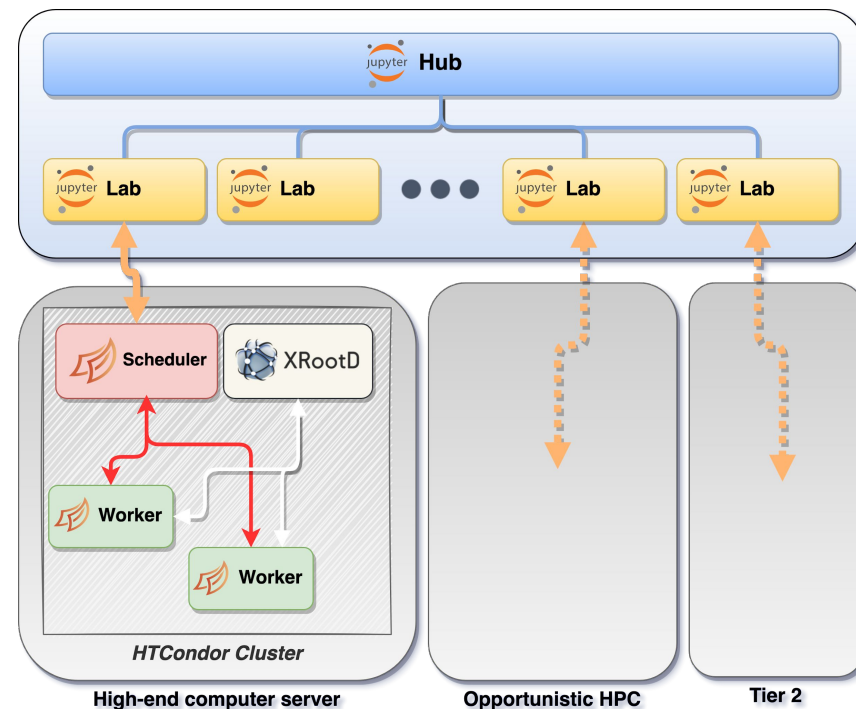 jupyter Hub
jupyter Lab
jupyter Lab
jupyter Lab
jupyter Lab
Scheduler
XRootD
Worker
Worker
HTCondor Cluster
High-end computer server
Opportunistic HPC
Tier 2